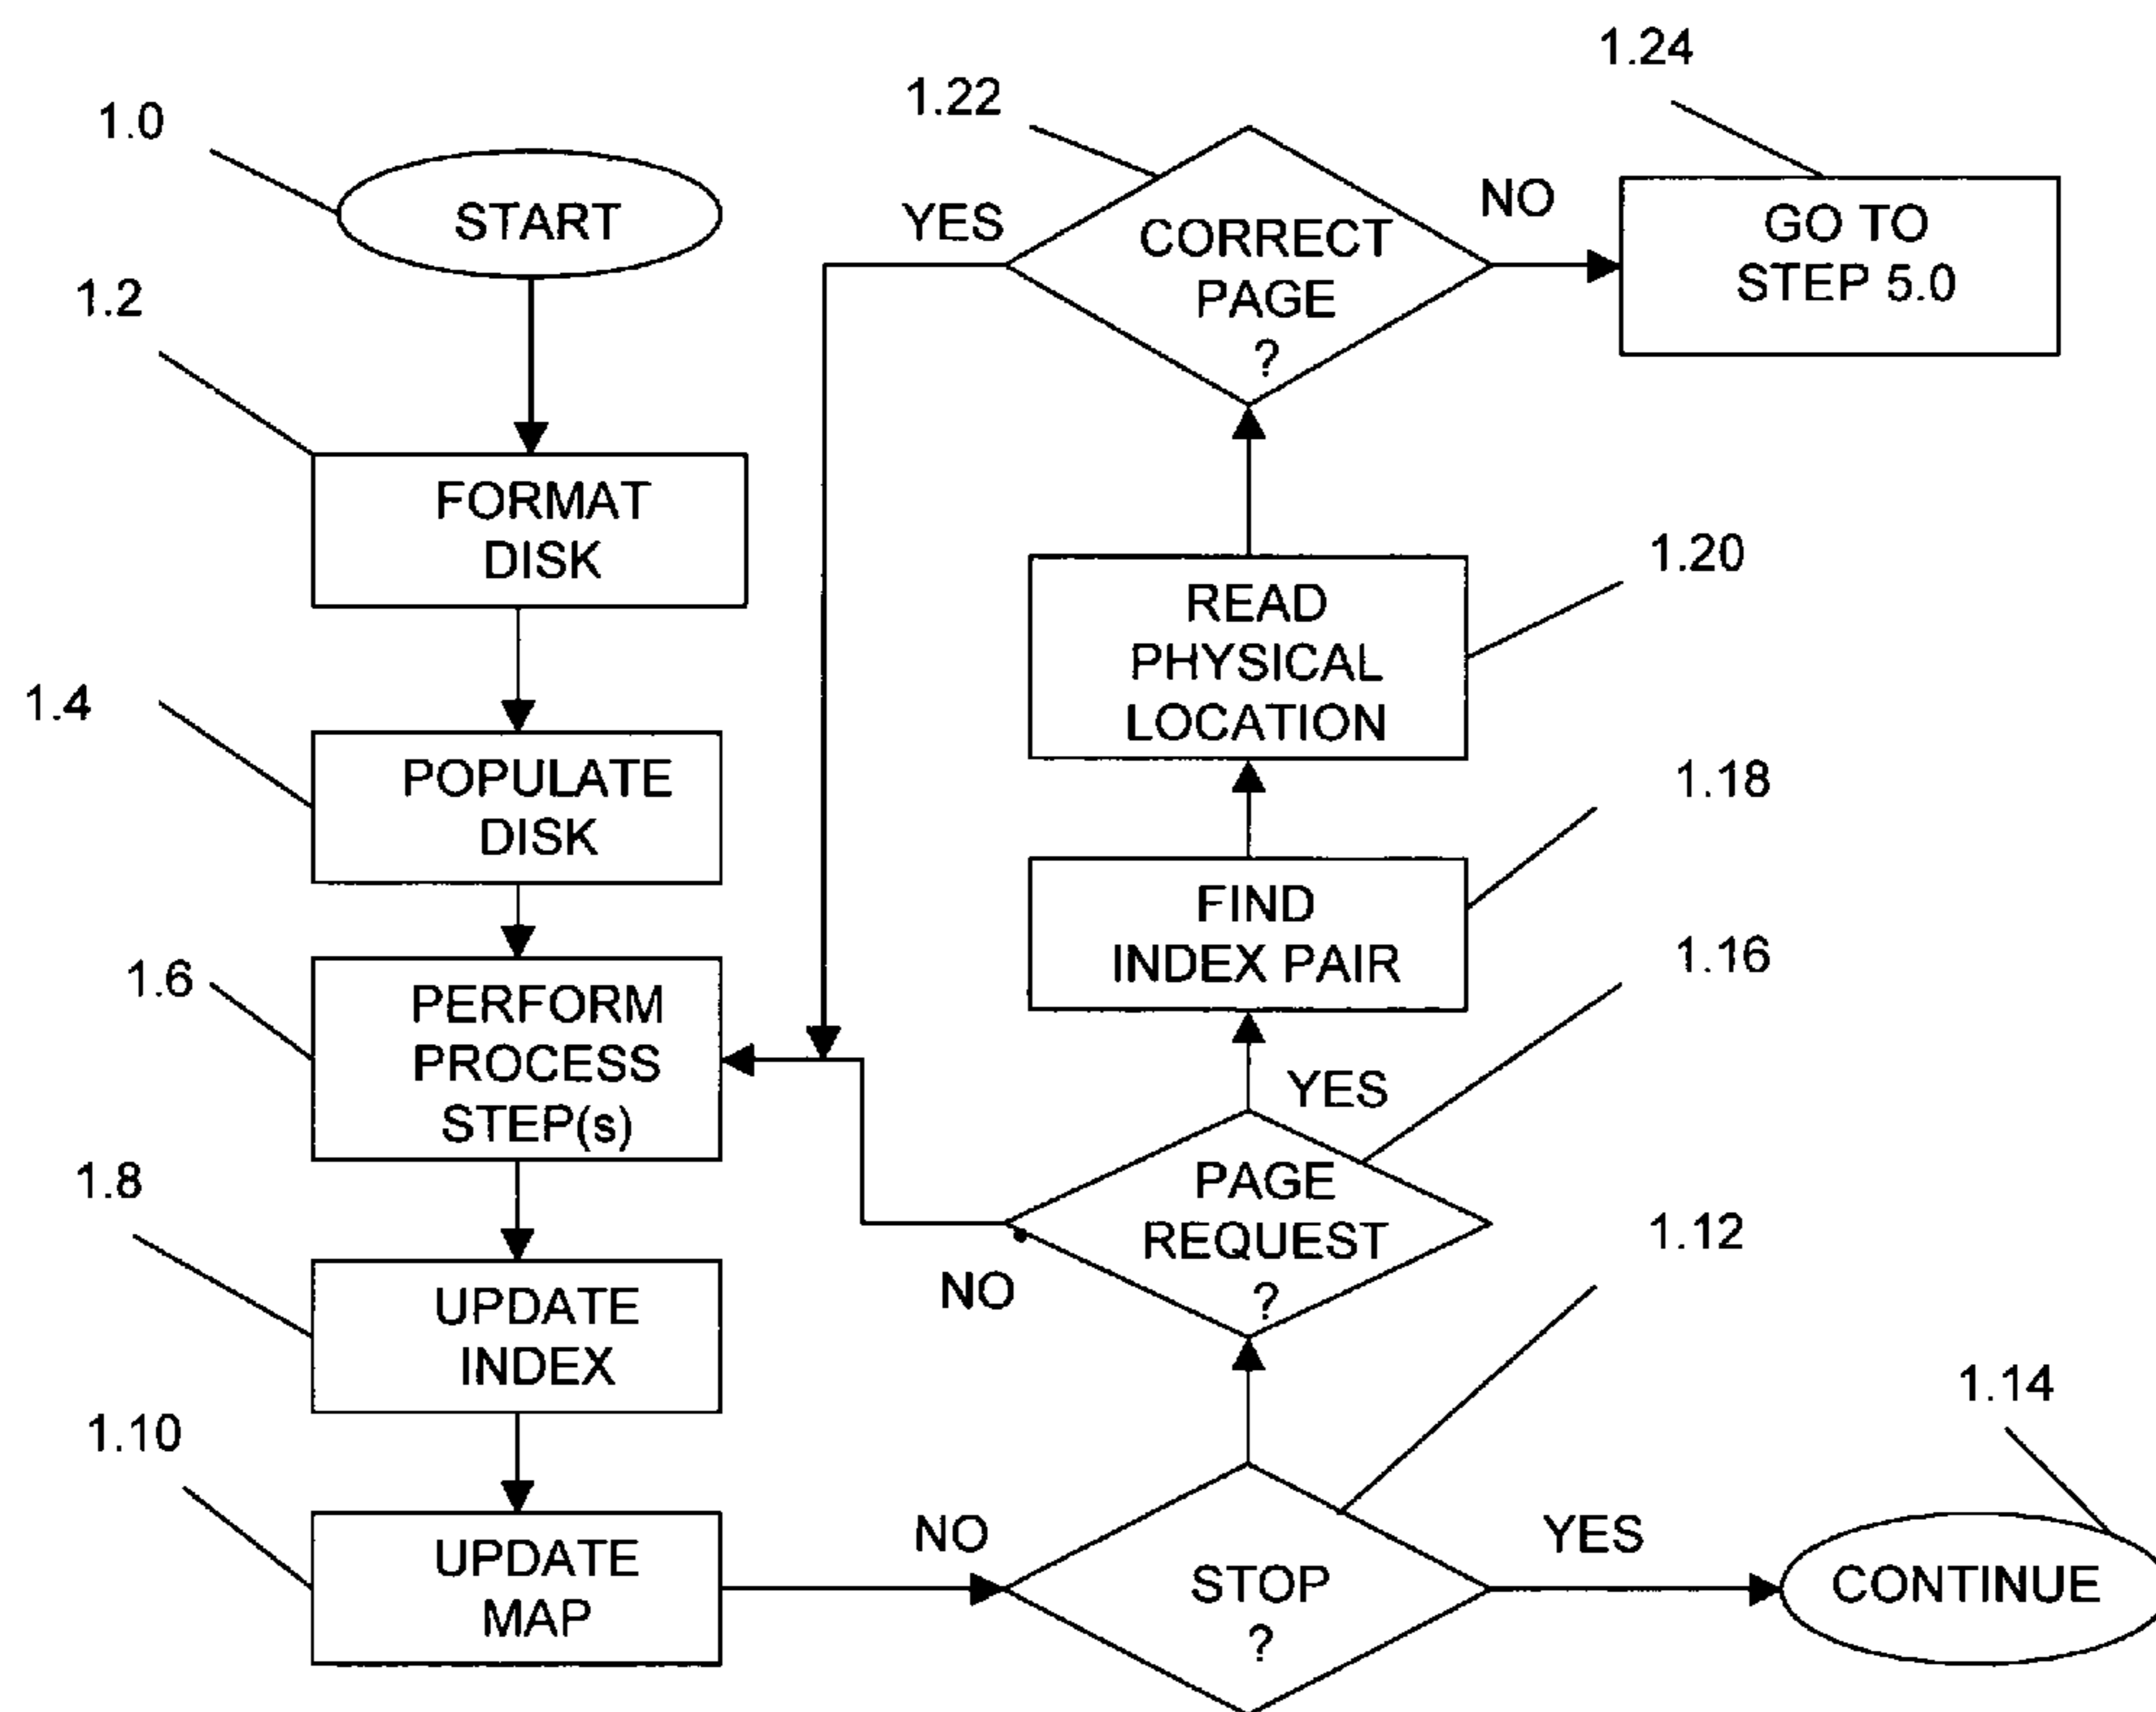 1.0
START
1.2
FORMAT
DISK
1.4
POPULATE
DISK
1.6
PERFORM
PROCESS
STEP(s)
1.8
UPDATE
INDEX
1.10
UPDATE
MAP
NO
STOP
?
1.12
YES
CONTINUE
1.14
PAGE
REQUEST
?
1.16
NO
YES
FIND
INDEX PAIR
1.18
READ
PHYSICAL
LOCATION
1.20
1.22
CORRECT
PAGE
?
YES
NO
1.24
GO TO
STEP 5.0